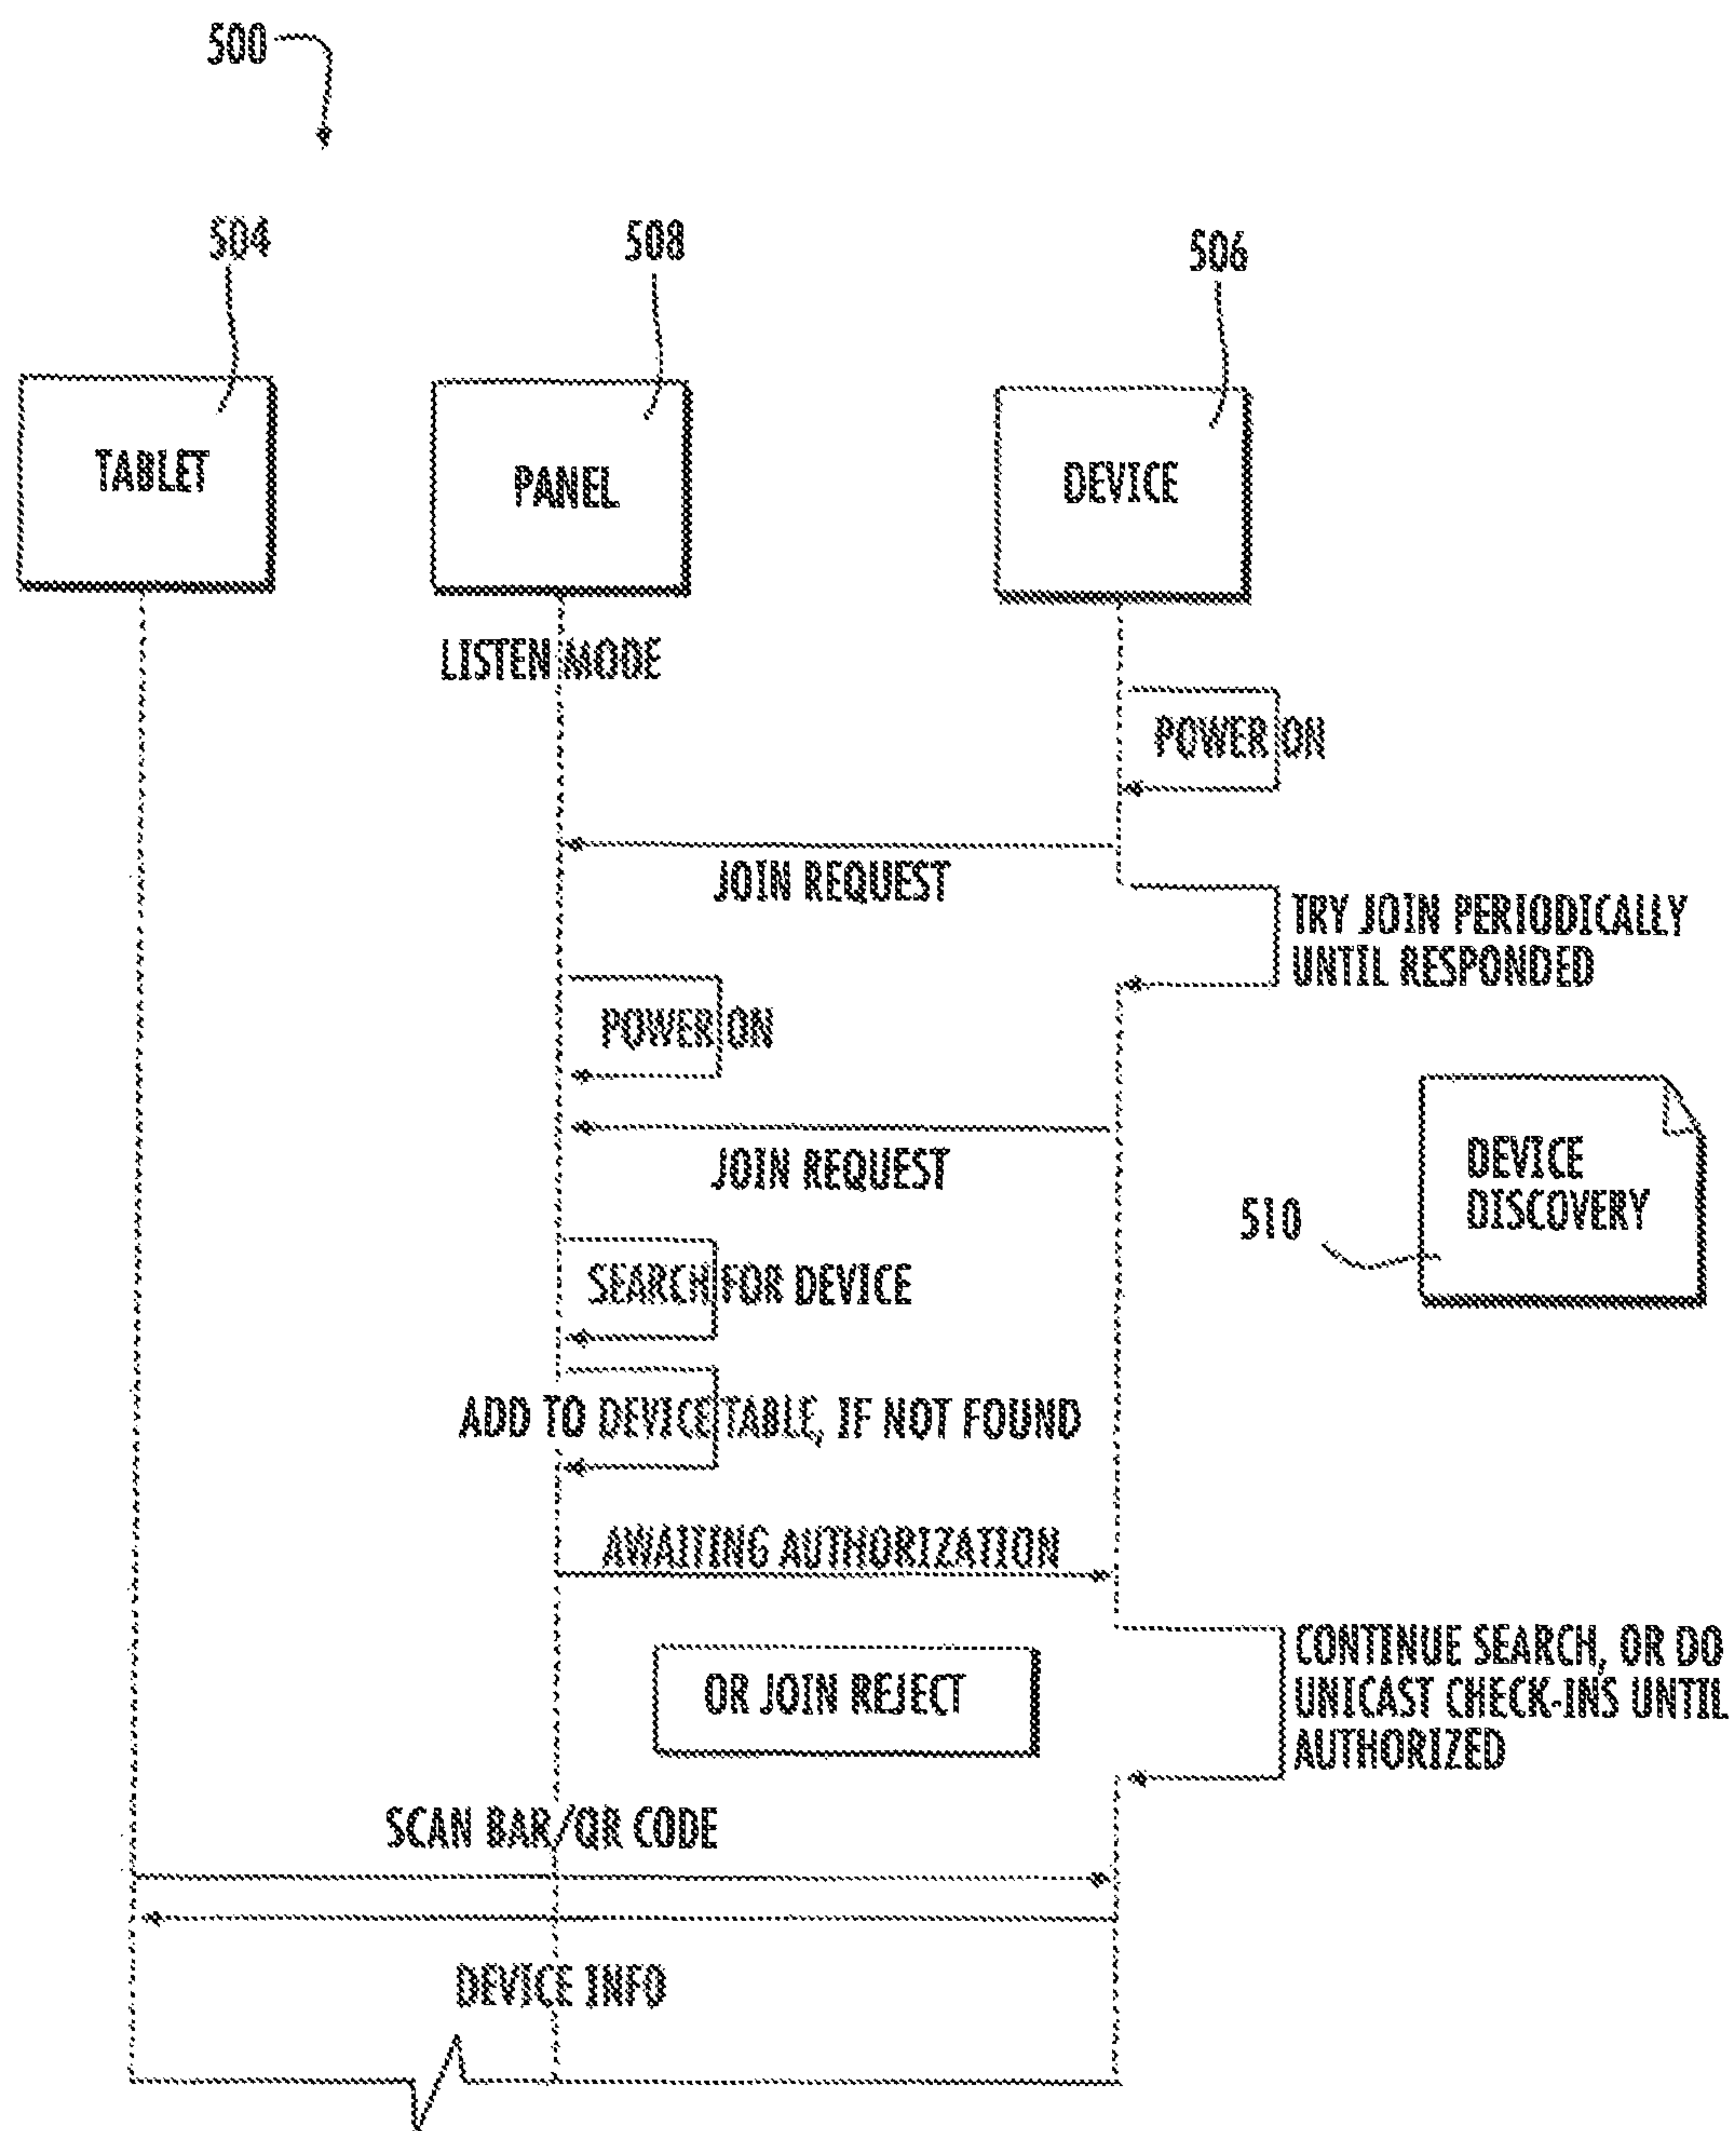 500
504
508
506
TABLET
PANEL
DEVICE
LISTEN MODE
POWER ON
JOIN REQUEST
TRY JOIN PERIODICALLY
UNTIL RESPONDED
POWER ON
JOIN REQUEST
DEVICE
DISCOVERY
510
SEARCH FOR DEVICE
ADD TO DEVICE TABLE, IF NOT FOUND
AWAITING AUTHORIZATION
OR JOIN REJECT
CONTINUE SEARCH, OR DO
UNICAST CHECK-INS UNTIL
AUTHORIZED
SCAN BAR/QR CODE
DEVICE INFO